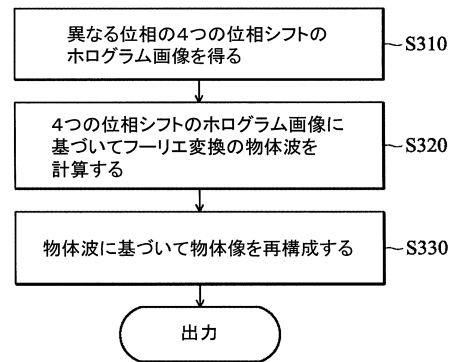 異なる位相の4つの位相シフトの
ホログラム画像を得る
S310
4つの位相シフトのホログラム画像に
基づいてフーリエ変換の物体波を
計算する
S320
物体波に基づいて物体像を再構成する
S330
出力